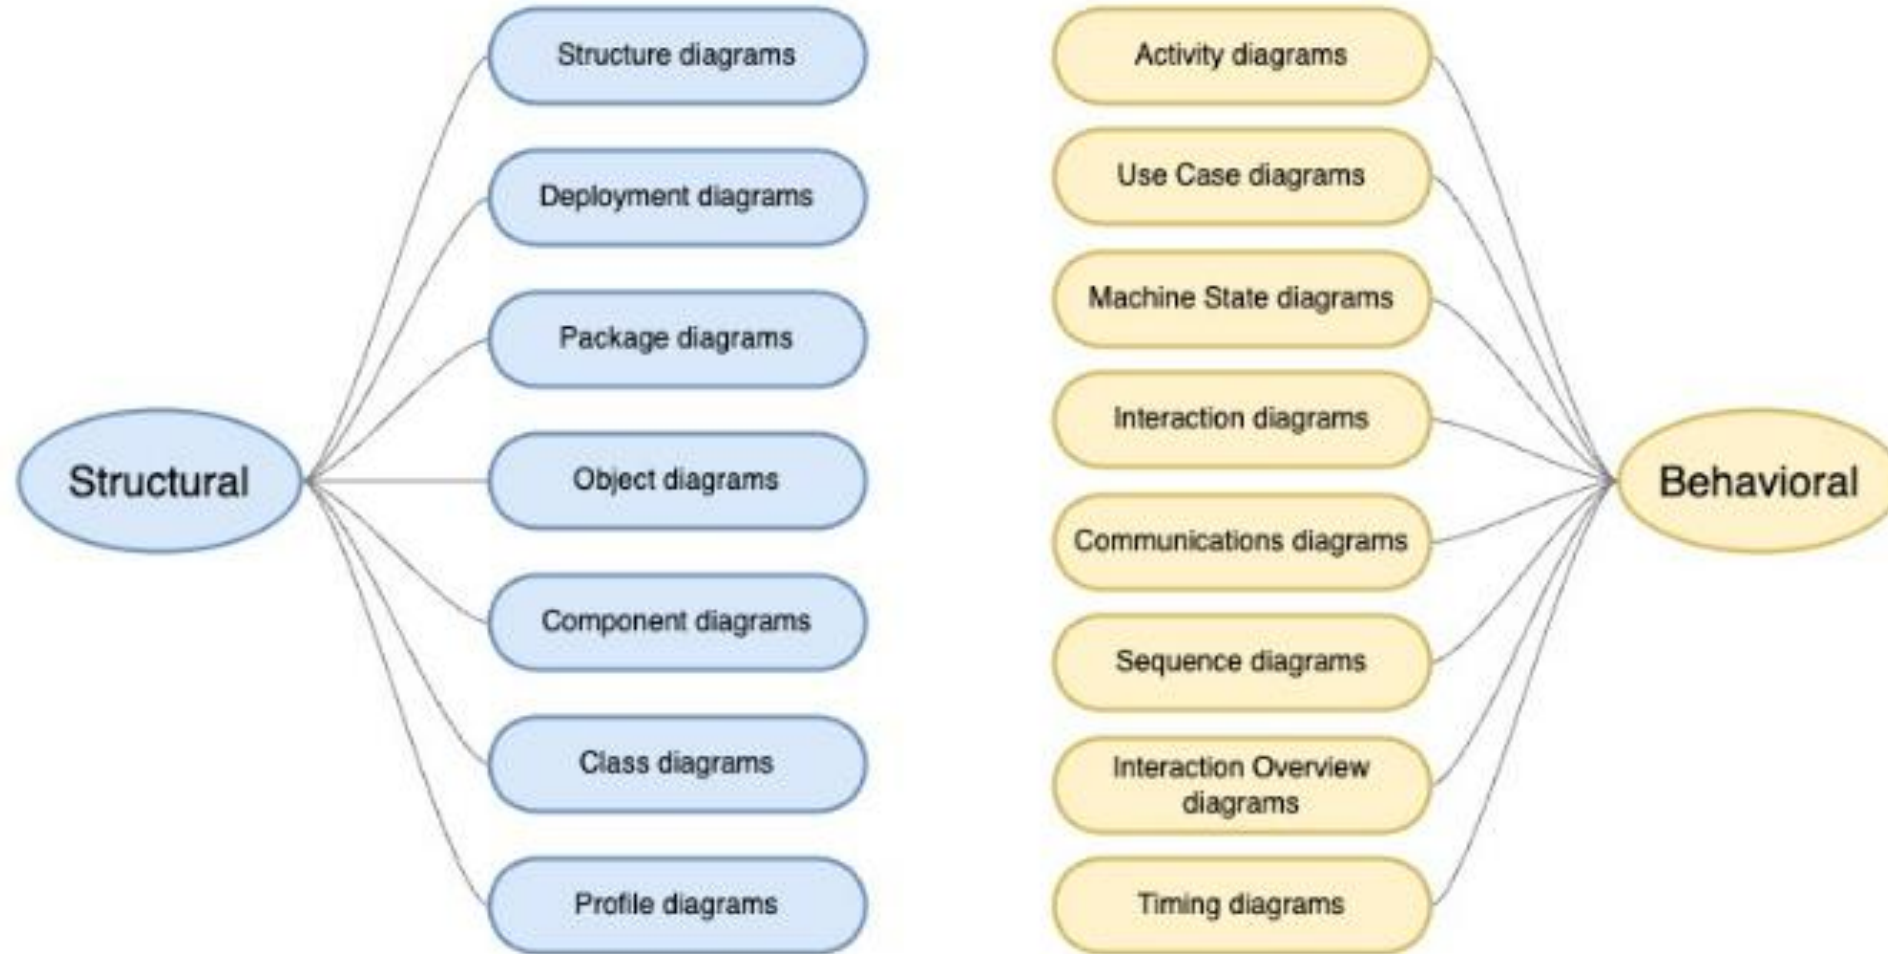 Structural
Structure diagrams
Deployment diagrams
Package diagrams
Object diagrams
Component diagrams
Class diagrams
Profile diagrams
Activity diagrams
Use Case diagrams
Machine State diagrams
Interaction diagrams
Communications diagrams
Sequence diagrams
Interaction Overview
diagrams
Timing diagrams
Behavioral